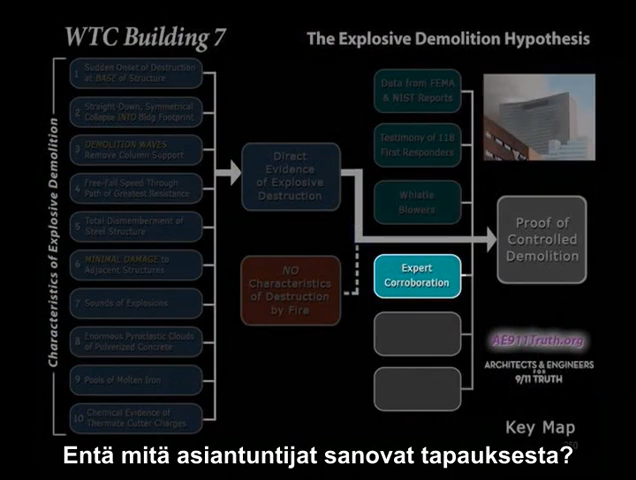 WTC Building 7
The Explosive Demolition Hypothesis
Characteristics of Explosive Demolition
1 Sudden Onset of Destruction
at BASE of Structure
2 Straight-Down, Symmetrical
Collapse INTO Bldg Footprint
3 DEMOLITION WAVES
Remove Column Support
4 Free-Fall Speed Through
Path of Greatest Resistance
5 Total Dismemberment of
Steel Structure
6 MINIMAL DAMAGE to
Adjacent Structures
7 Sounds of Explosions
8 Enormous Pyroclastic Clouds
of Pulverized Concrete
9 Pools of Molten Iron
10 Chemical Evidence of
Thermate Cutter Charges
Direct
Evidence
of Explosive
Destruction
NO
Characteristics
of Destruction
by Fire
Data from FEMA
& NIST Reports
Testimony of 118
First Responders
Whistle
Blowers
Expert
Corroboration
Proof of
Controlled
Demolition
AE911Truth.org
ARCHITECTS & ENGINEERS
FOR
9/11 TRUTH
Key Map
Entä mitä asiantuntijat sanovat tapauksesta?